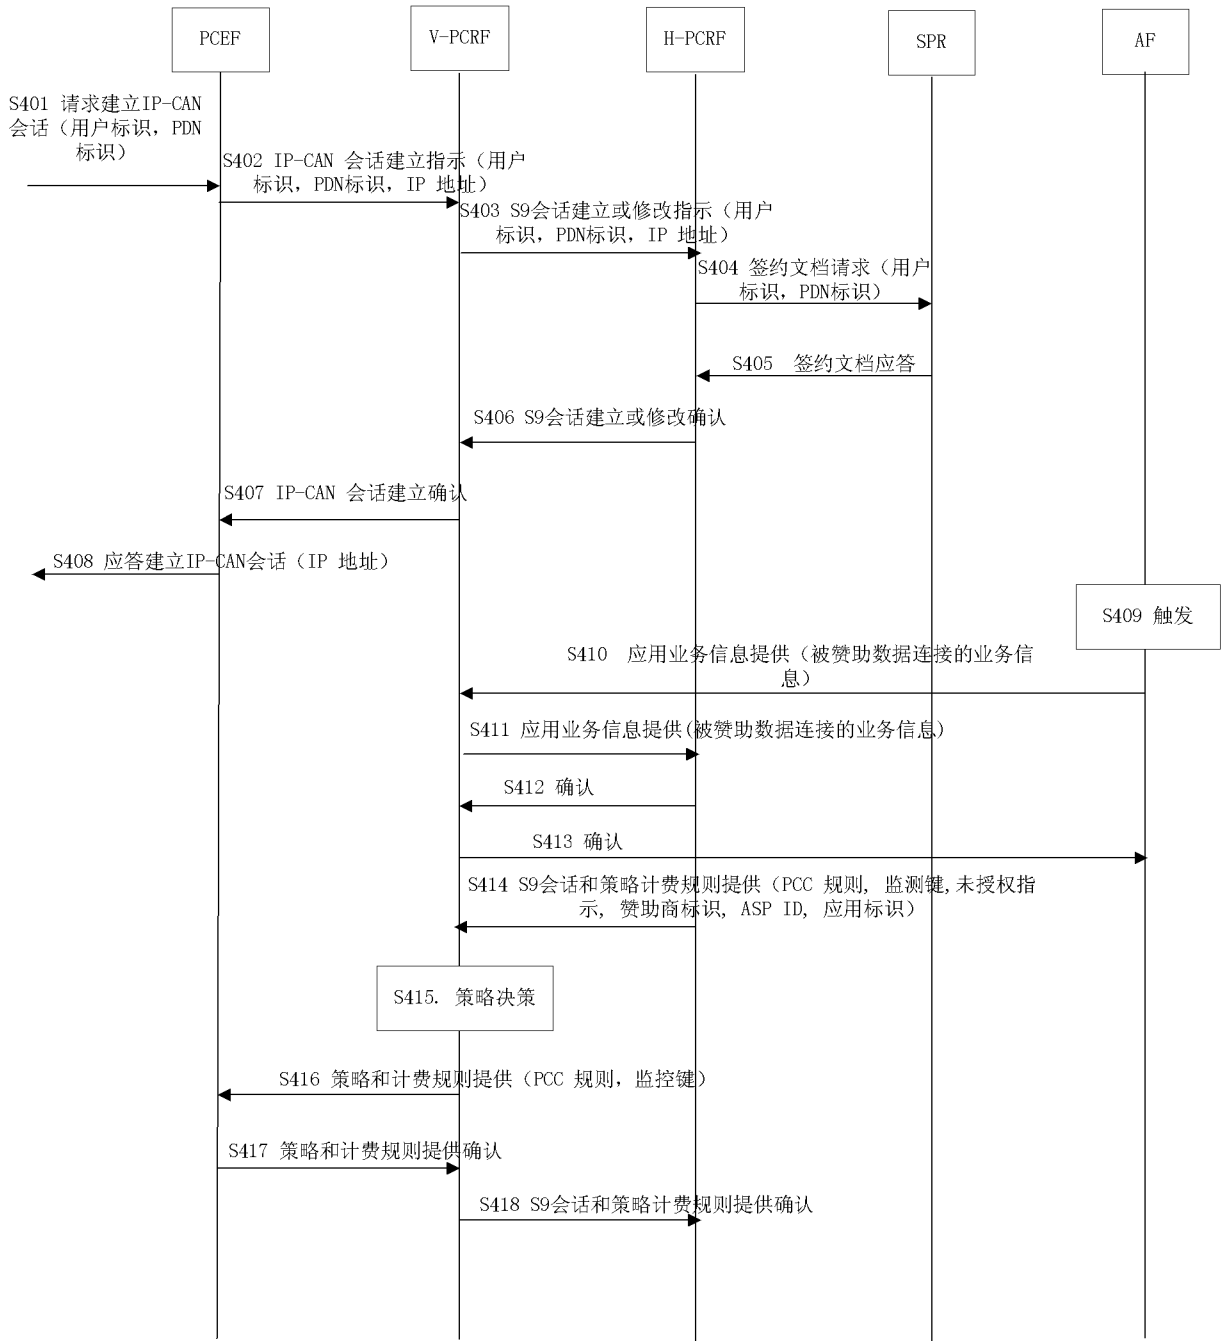 PCEF
V-PCRF
H-PCRF
SPR
AF
S401 请求建立IP-CAN
会话（用户标识，PDN
标识）
S402 IP-CAN 会话建立指示（用户
标识，PDN标识，IP 地址）
S403 S9会话建立或修改指示（用户
标识，PDN标识，IP 地址）
S404 签约文档请求（用户
标识，PDN标识）
S405 签约文档应答
S406 S9会话建立或修改确认
S407 IP-CAN 会话建立确认
S408 应答建立IP-CAN会话（IP 地址）
S409 触发
S410 应用业务信息提供（被赞助数据连接的业务信
息）
S411 应用业务信息提供(被赞助数据连接的业务信息)
S412 确认
S413 确认
S414 S9会话和策略计费规则提供（PCC 规则, 监测键,未授权指
示, 赞助商标识, ASP ID, 应用标识）
S415. 策略决策
S416 策略和计费规则提供（PCC 规则，监控键）
S417 策略和计费规则提供确认
S418 S9会话和策略计费规则提供确认